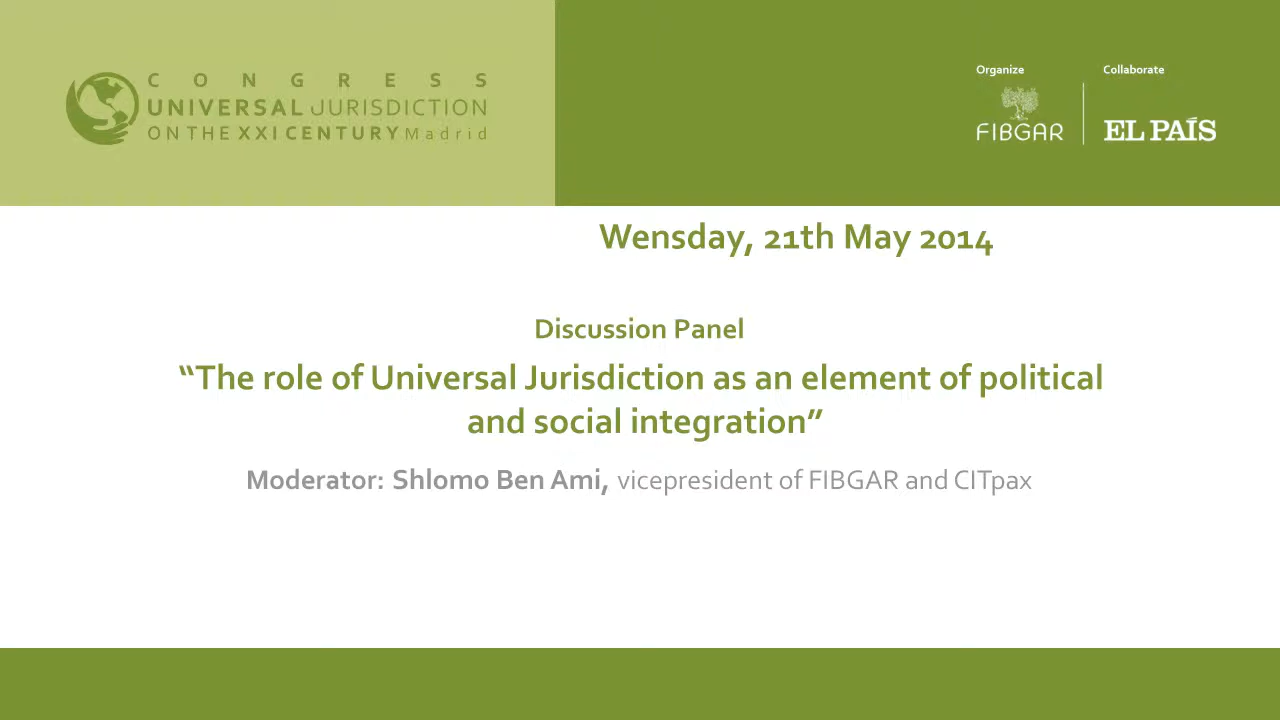 CONGRESS
UNIVERSAL JURISDICTION
ON THE XXI CENTURY Madrid
Organize
Collaborate
FIBGAR
EL PAÍS
Wensday, 21th May 2014
Discussion Panel
“The role of Universal Jurisdiction as an element of political
and social integration”
Moderator: Shlomo Ben Ami, vicepresident of FIBGAR and CITpax